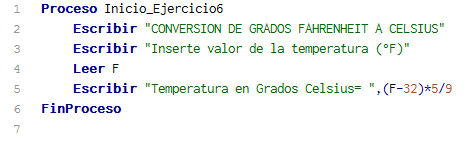 1 Proceso Inicio_Ejercicio6
2 Escribir "CONVERSION DE GRADOS FAHRENHEIT A CELSIUS"
3 Escribir "Inserte valor de la temperatura (ºF)"
4 Leer F
5 Escribir "Temperatura en Grados Celsius= ",(F-32)*5/9
6 FinProceso
7